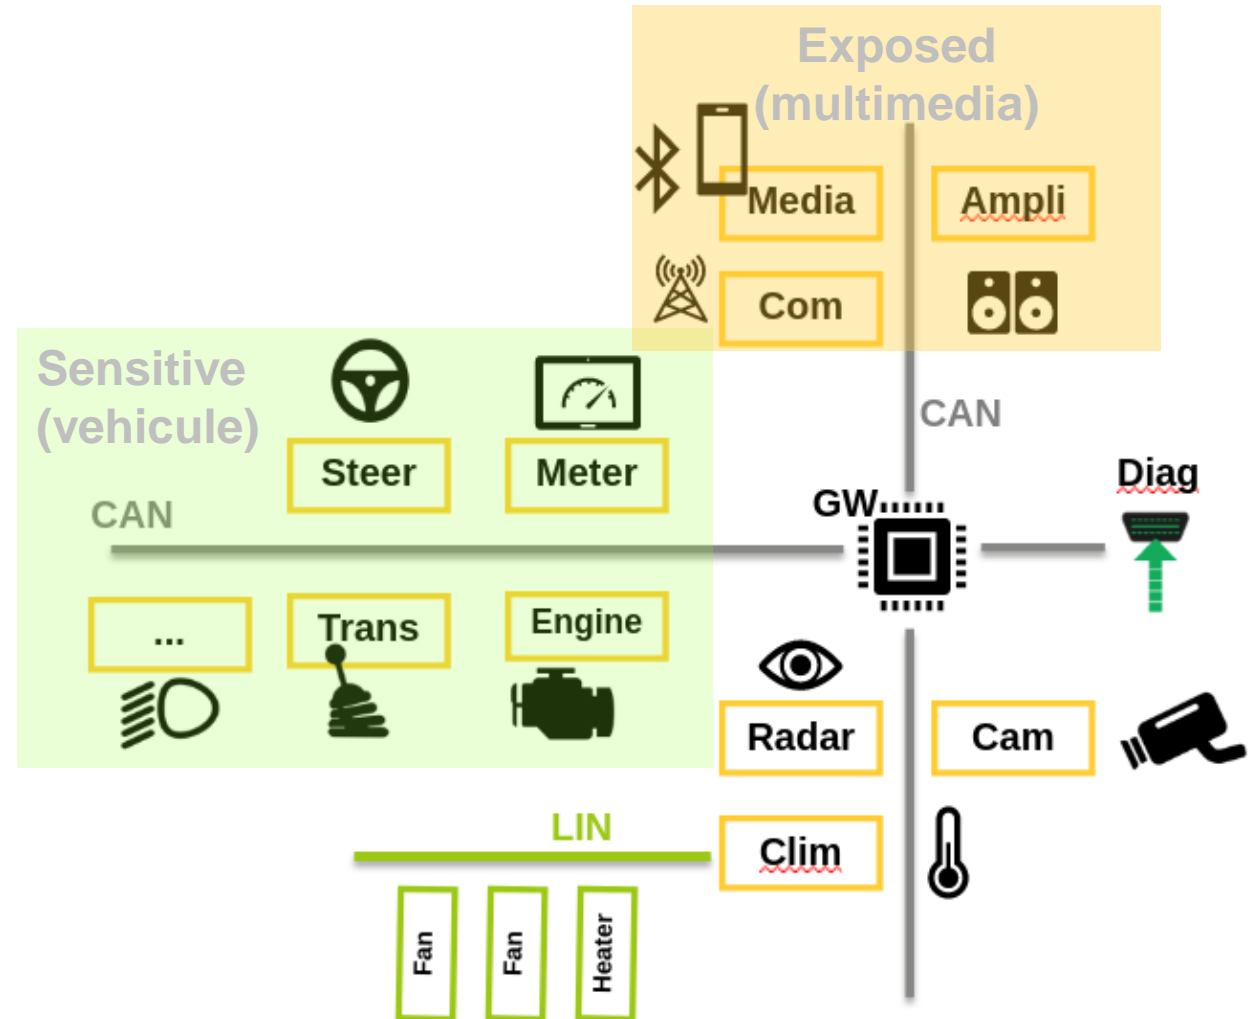 Exposed
(multimedia)
Media
Ampli
Com
Sensitive
(vehicule)
CAN
Steer
Meter
Diag
CAN
GW
...
Trans
Engine
Radar
Cam
LIN
Clim
Fan
Fan
Heater